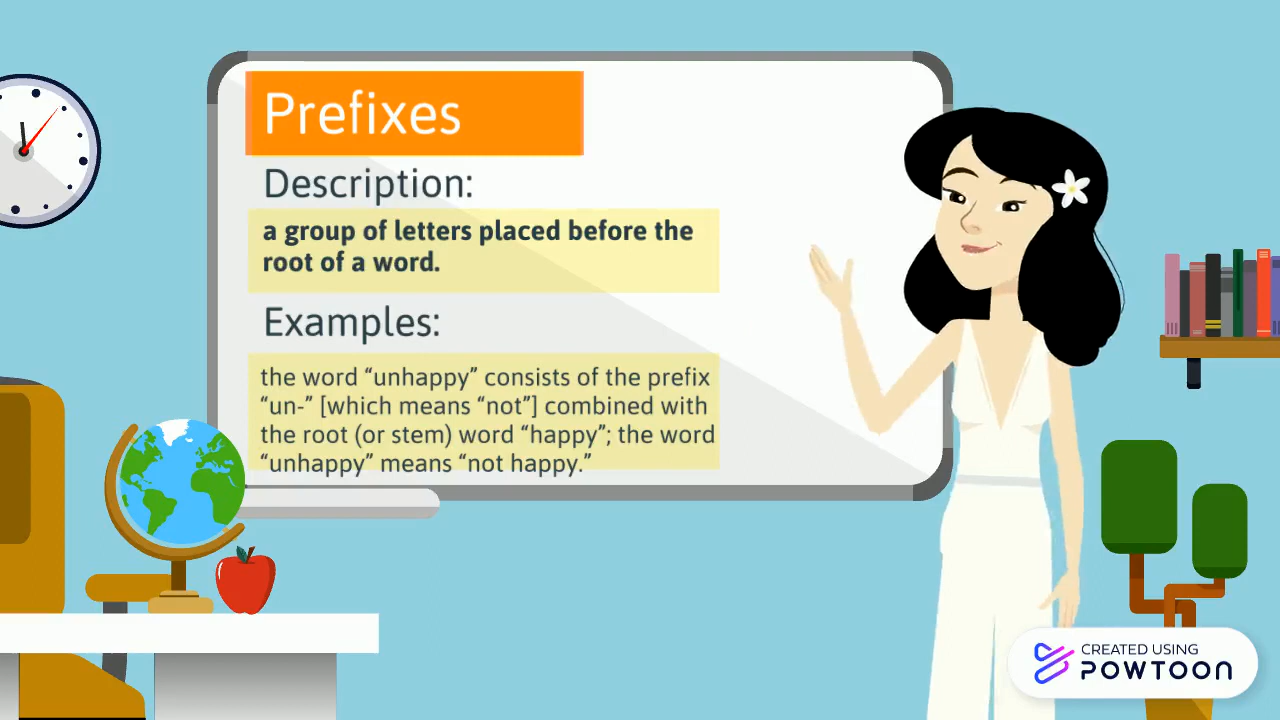 Prefixes
Description:
a group of letters placed before the
root of a word.
Examples:
the word “unhappy” consists of the prefix
“un-” [which means “not”] combined with
the root (or stem) word “happy”; the word
“unhappy” means “not happy.”
CREATED USING
POWTOON